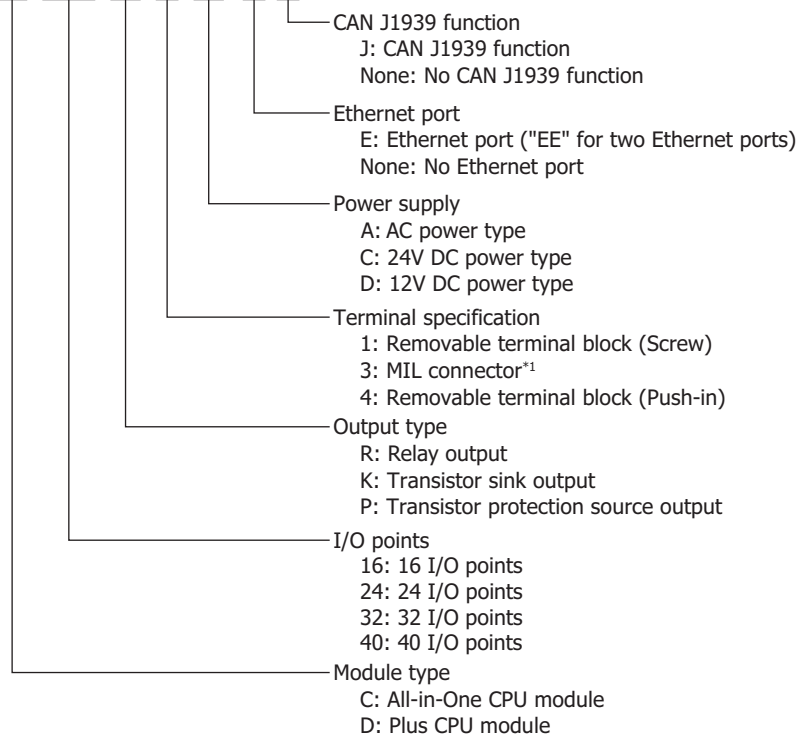 CAN J1939 function
J: CAN J1939 function
None: No CAN J1939 function
Ethernet port
E: Ethernet port ("EE" for two Ethernet ports)
None: No Ethernet port
Power supply
A: AC power type
C: 24V DC power type
D: 12V DC power type
Terminal specification
1: Removable terminal block (Screw)
3: MIL connector*1
4: Removable terminal block (Push-in)
Output type
R: Relay output
K: Transistor sink output
P: Transistor protection source output
I/O points
16: 16 I/O points
24: 24 I/O points
32: 32 I/O points
40: 40 I/O points
Module type
C: All-in-One CPU module
D: Plus CPU module